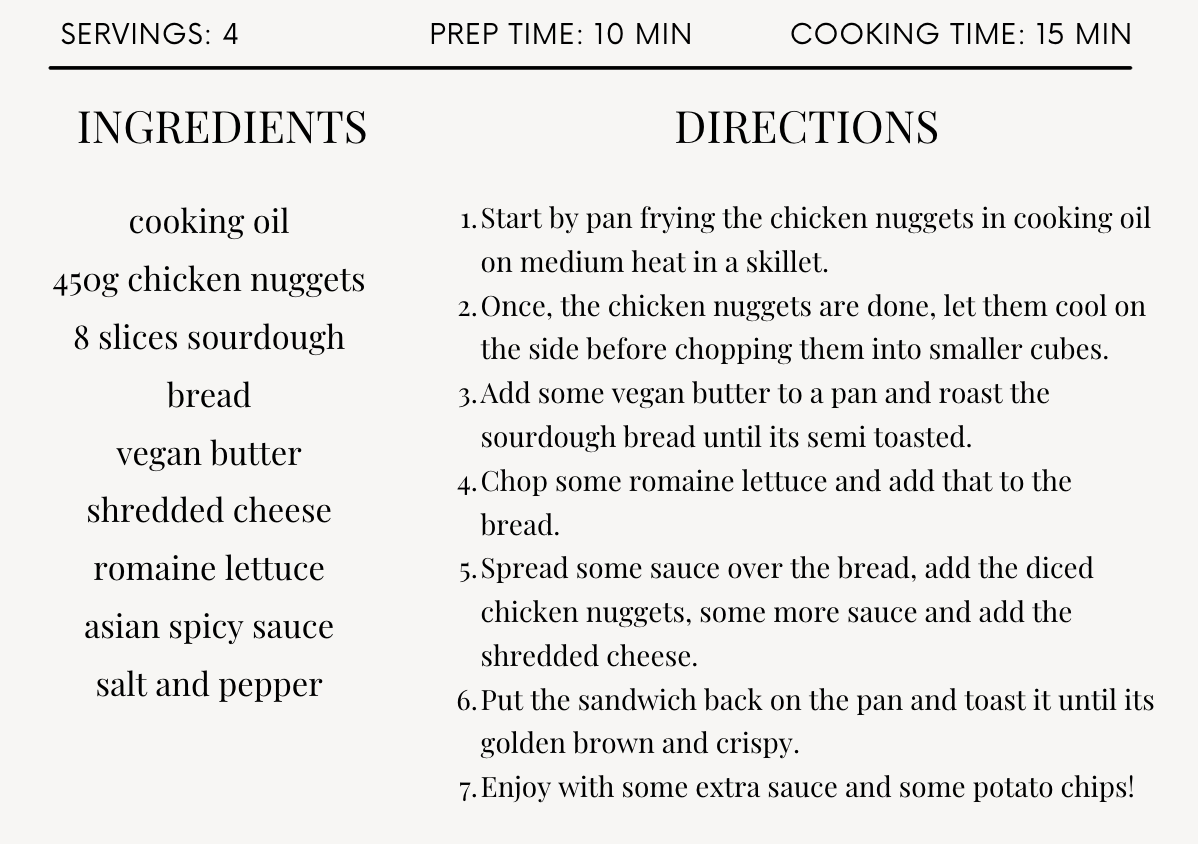 SERVINGS: 4 PREP TIME: 10 MIN COOKING TIME: 15 MIN
INGREDIENTS
cooking oil
450g chicken nuggets
8 slices sourdough
bread
vegan butter
shredded cheese
romaine lettuce
asian spicy sauce
salt and pepper
DIRECTIONS
1. Start by pan frying the chicken nuggets in cooking oil
on medium heat in a skillet.
2. Once, the chicken nuggets are done, let them cool on
the side before chopping them into smaller cubes.
3. Add some vegan butter to a pan and roast the
sourdough bread until its semi toasted.
4. Chop some romaine lettuce and add that to the
bread.
5. Spread some sauce over the bread, add the diced
chicken nuggets, some more sauce and add the
shredded cheese.
6. Put the sandwich back on the pan and toast it until its
golden brown and crispy.
7. Enjoy with some extra sauce and some potato chips!